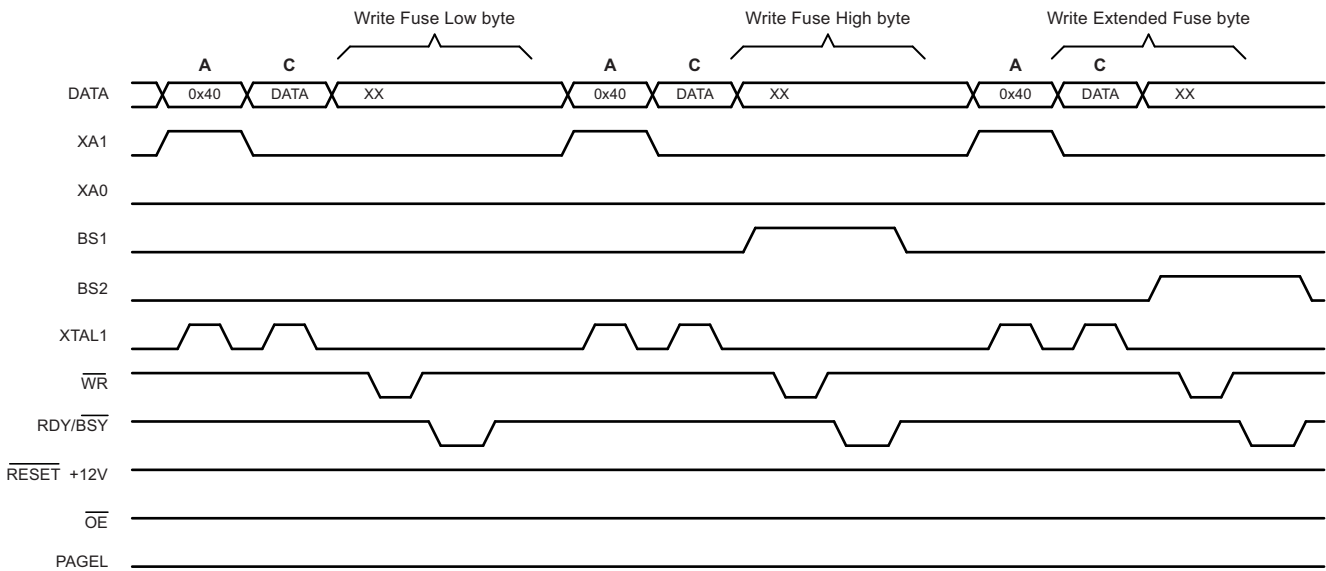 Write Fuse Low byte Write Fuse High byte Write Extended Fuse byte
A C A C A C
DATA 0x40 DATA XX 0x40 DATA XX 0x40 DATA XX
XA1
XA0
BS1
BS2
XTAL1
WR
RDY/BSY
RESET +12V
OE
PAGEL